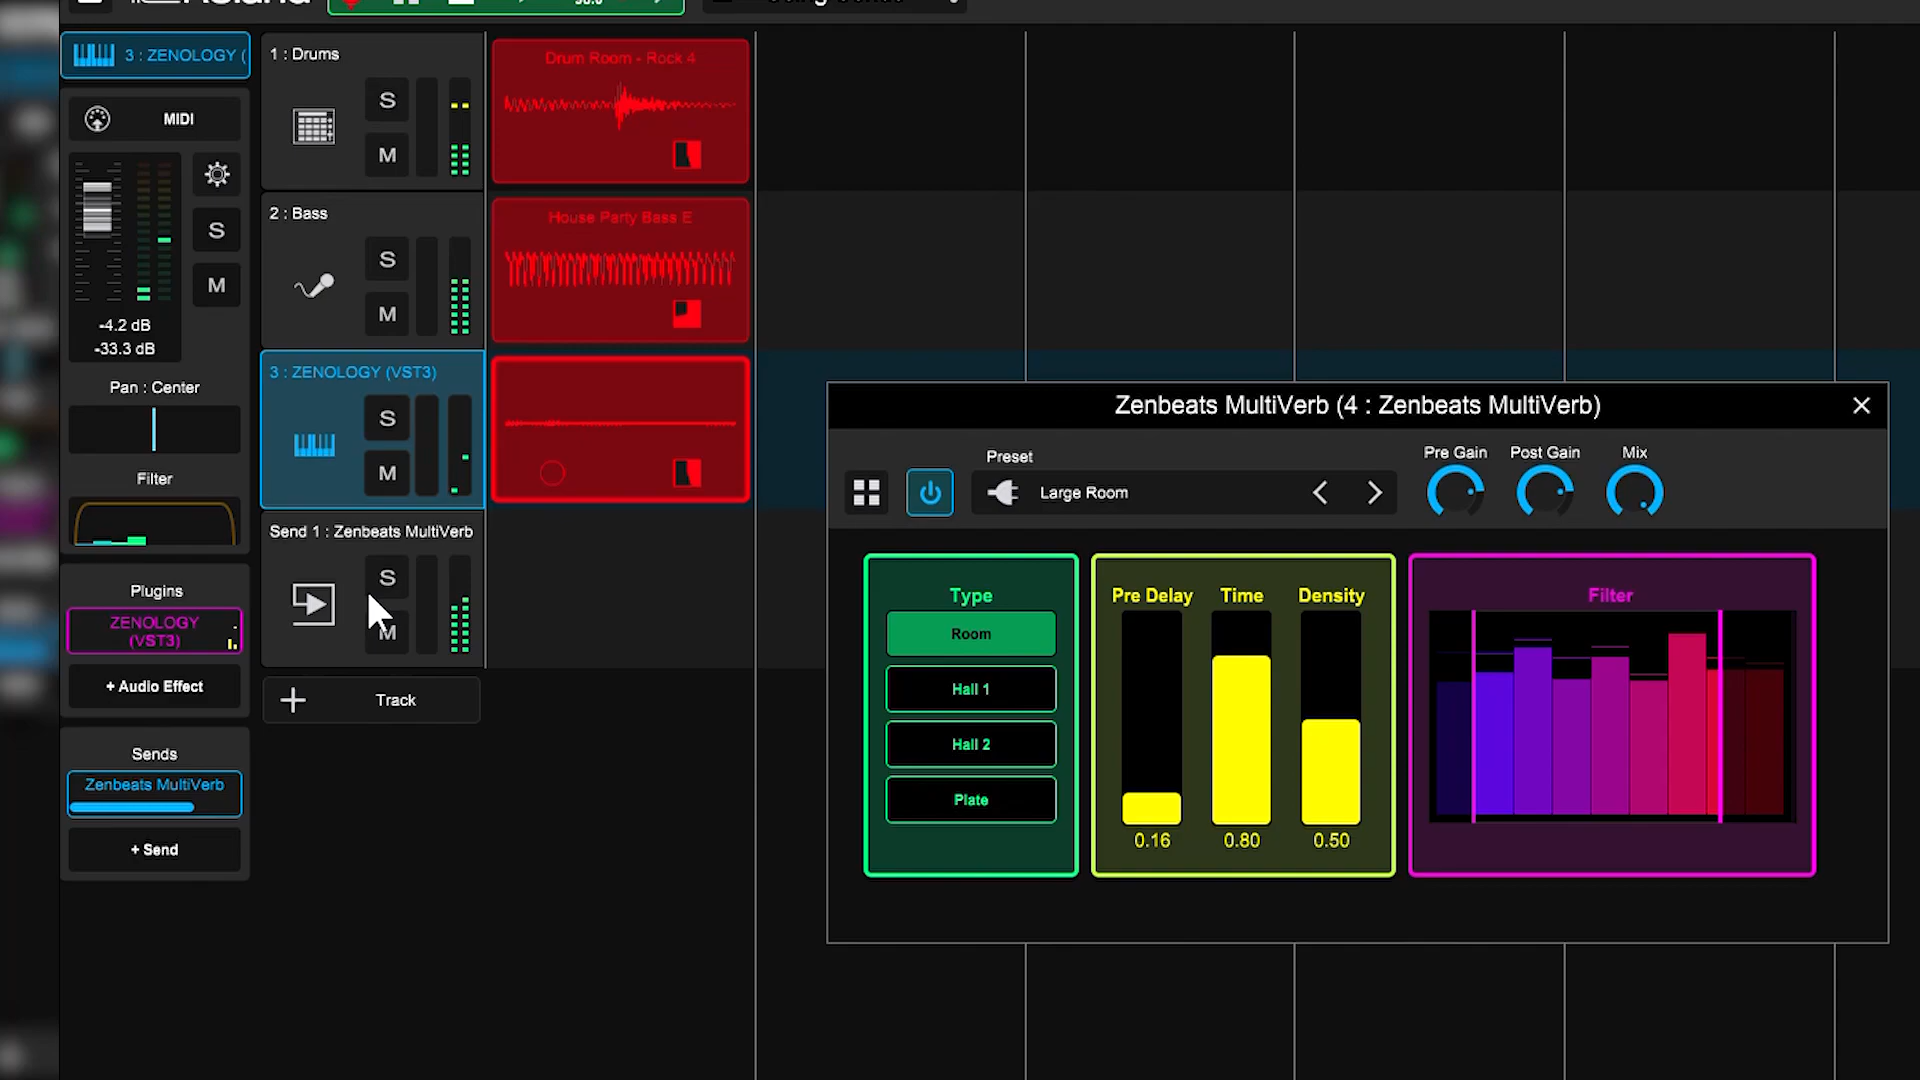 Roland
3 : ZENOLOGY (
1 : Drums
S
M
Drum Room - Rock 4
MIDI
2 : Bass
S
M
House Party Bass E
S
M
-4.2 dB
-33.3 dB
Pan : Center
3 : ZENOLOGY (VST3)
S
M
Filter
Send 1 : Zenbeats MultiVerb
S
M
Plugins
ZENOLOGY
(VST3)
+ Audio Effect
+ Track
Sends
Zenbeats MultiVerb
+ Send
Zenbeats MultiVerb (4 : Zenbeats MultiVerb)
Preset
Large Room
Pre Gain
Post Gain
Mix
Type
Room
Hall 1
Hall 2
Plate
Pre Delay
Time
Density
0.16
0.80
0.50
Filter